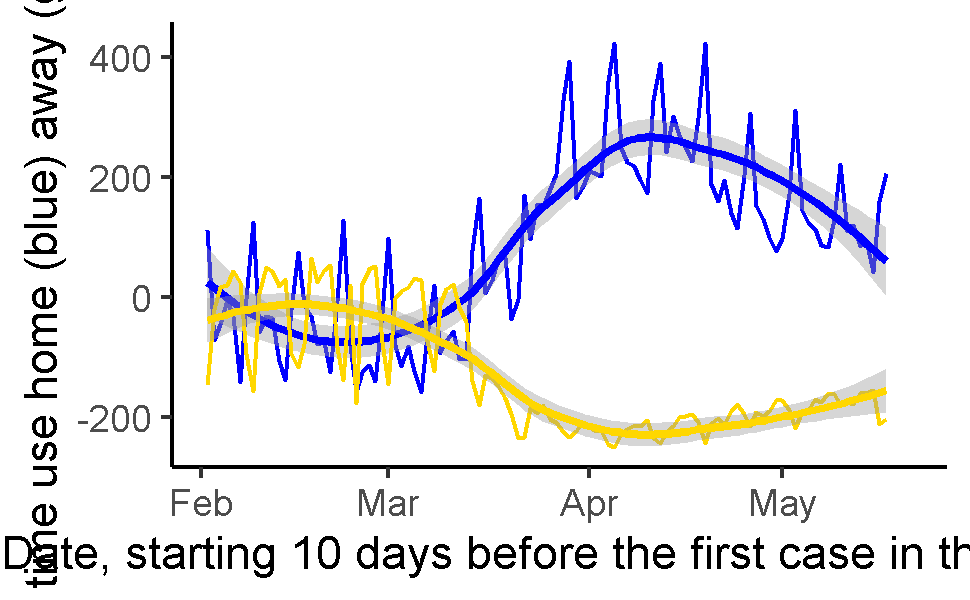 time use home (blue) away (
400
200
0
-200
Feb Mar Apr May
Date, starting 10 days before the first case in th